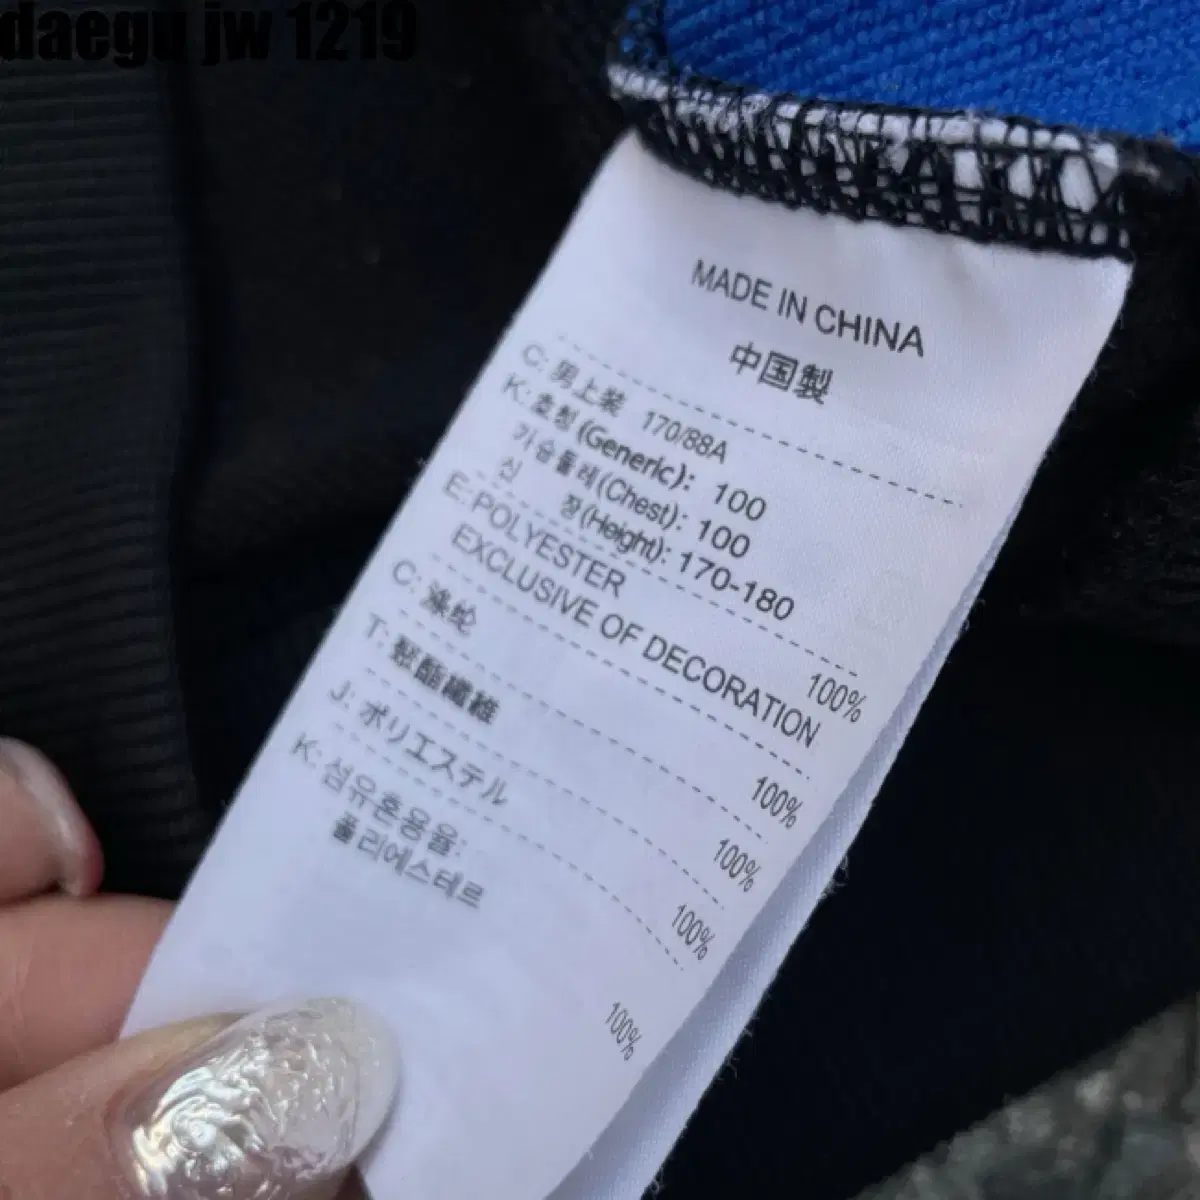 daegu jw 1219
MADE IN CHINA
中国製
C: 男上装 170/88A
K: 호칭(Generic): 100
가슴둘레(Chest): 100
신 장(Height): 170-180
E: POLYESTER 100%
EXCLUSIVE OF DECORATION
C: 涤纶 100%
T: 聚酯纖維 100%
J: ポリエステル 100%
K: 섬유혼용율:
폴리에스테르 100%